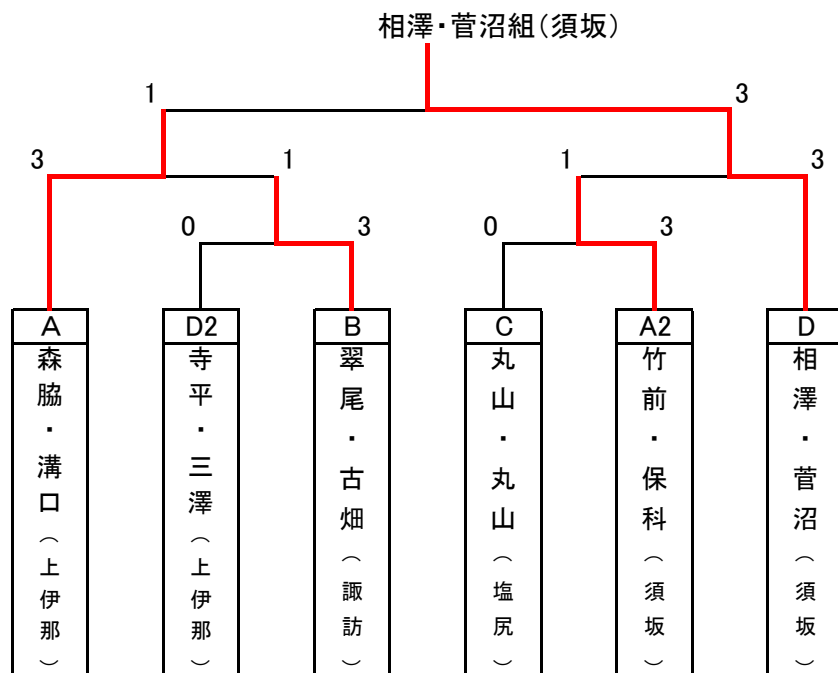 相澤・菅沼組(須坂)
1
3
3
1
1
3
0
3
0
3
A
D2
B
C
A2
D
森脇・溝口(上伊那)
寺平・三澤(上伊那)
翠尾・古畑(諏訪)
丸山・丸山(塩尻)
竹前・保科(須坂)
相澤・菅沼(須坂)